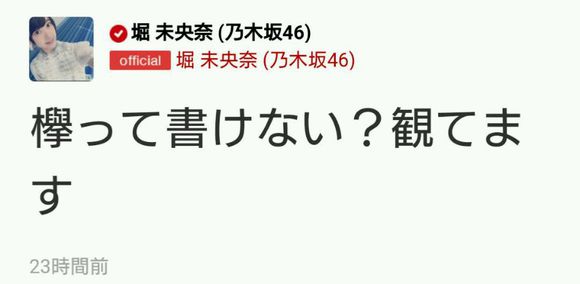 堀 未央奈 (乃木坂46)
official 堀 未央奈 (乃木坂46)
欅って書けない？観てま
す
23時間前